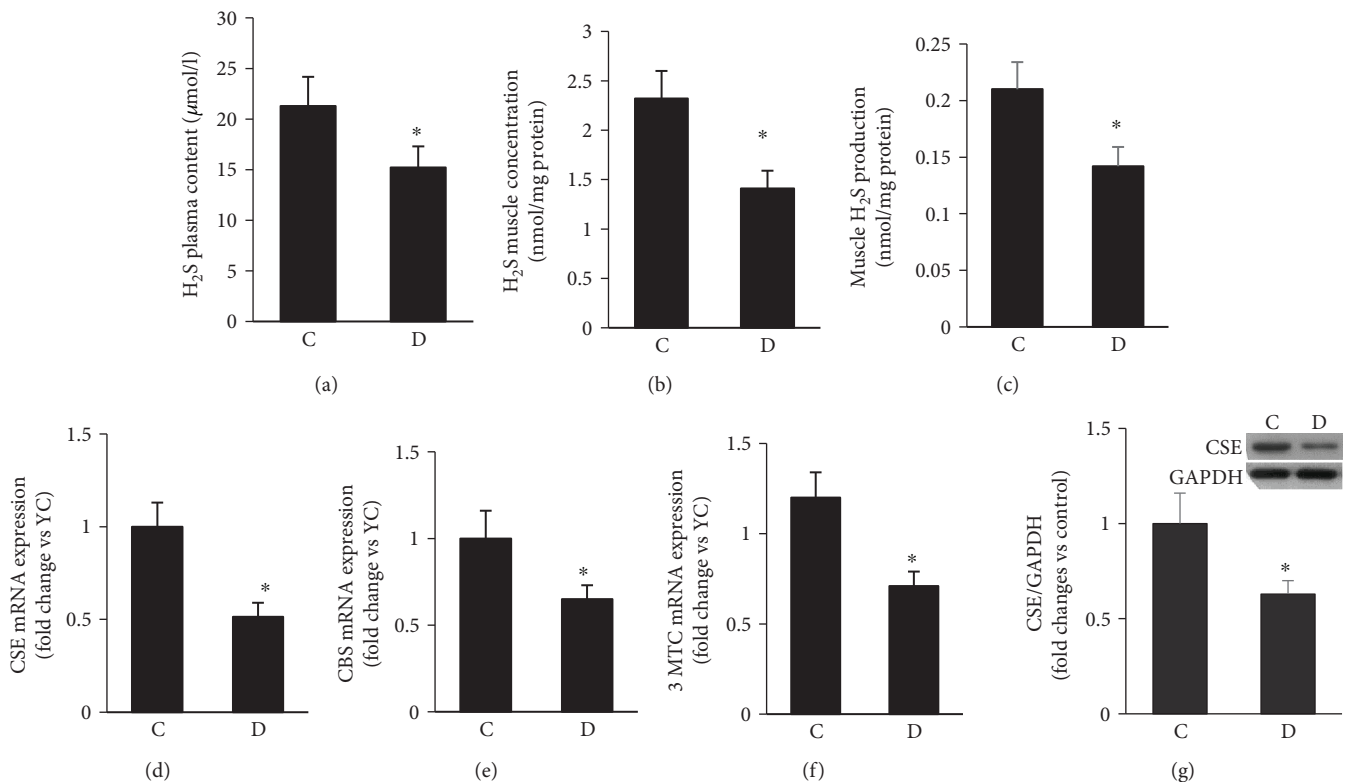 H₂S plasma content (μmol/l)
30
25
20
15
10
5
0
*
C
D
(a)
H₂S muscle concentration
(nmol/mg protein)
3
2.5
2
1.5
1
0.5
0
*
C
D
(b)
Muscle H₂S production
(nmol/mg protein)
0.25
0.2
0.15
0.1
0.05
0
*
C
D
(c)
CSE mRNA expression
(fold change vs YC)
1.5
1
0.5
0
*
C
D
(d)
CBS mRNA expression
(fold change vs YC)
1.5
1
0.5
0
*
C
D
(e)
3 MTC mRNA expression
(fold change vs YC)
1.5
1
0.5
0
*
C
D
(f)
CSE/GAPDH
(fold changes vs control)
1.5
1
0.5
0
C
D
CSE
GAPDH
*
C
D
(g)